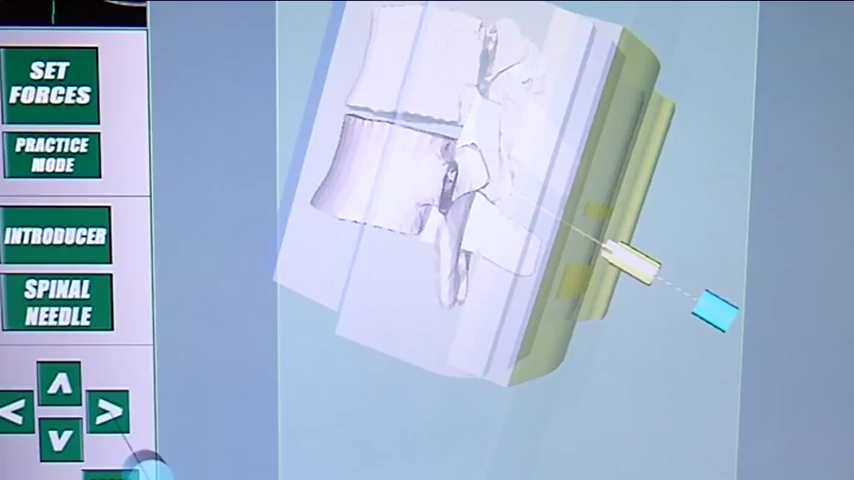 SET
FORCES
PRACTICE
MODE
INTRODUCER
SPINAL
NEEDLE